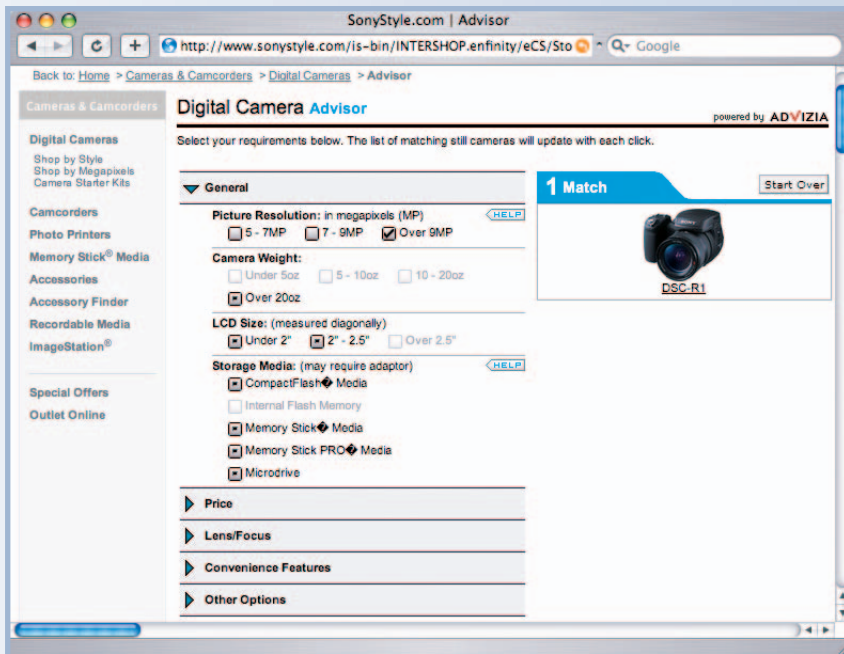 SonyStyle.com | Advisor
http://www.sonystyle.com/is-bin/INTERSHOP.enfinity/eCS/Sto
Google
Back to: Home > Cameras & Camcorders > Digital Cameras > Advisor
Cameras & Camcorders
Digital Cameras
Shop by Style
Shop by Megapixels
Camera Starter Kits
Camcorders
Photo Printers
Memory Stick® Media
Accessories
Accessory Finder
Recordable Media
ImageStation®
Special Offers
Outlet Online
Digital Camera Advisor
powered by ADVIZIA
Select your requirements below. The list of matching still cameras will update with each click.
General
Picture Resolution: in megapixels (MP) HELP
5 - 7MP 7 - 9MP Over 9MP
Camera Weight:
Under 5oz 5 - 10oz 10 - 20oz
Over 20oz
LCD Size: (measured diagonally)
Under 2" 2" - 2.5" Over 2.5"
Storage Media: (may require adaptor) HELP
CompactFlash� Media
Internal Flash Memory
Memory Stick� Media
Memory Stick PRO� Media
Microdrive
Price
Lens/Focus
Convenience Features
Other Options
1 Match
Start Over
SONY
DSC-R1